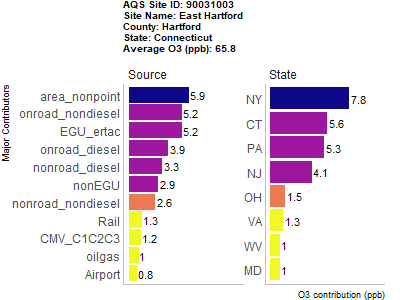 AQS Site ID: 90031003
Site Name: East Hartford
County: Hartford
State: Connecticut
Average O3 (ppb): 65.8
Major Contributors
Source
area_nonpoint 5.9
onroad_nondiesel 5.2
EGU_ertac 5.2
onroad_diesel 3.9
nonroad_diesel 3.3
nonEGU 2.9
nonroad_nondiesel 2.6
Rail 1.3
CMV_C1C2C3 1.2
oilgas 1
Airport 0.8
State
NY 7.8
CT 5.6
PA 5.3
NJ 4.1
OH 1.5
VA 1.3
WV 1
MD 1
O3 contribution (ppb)